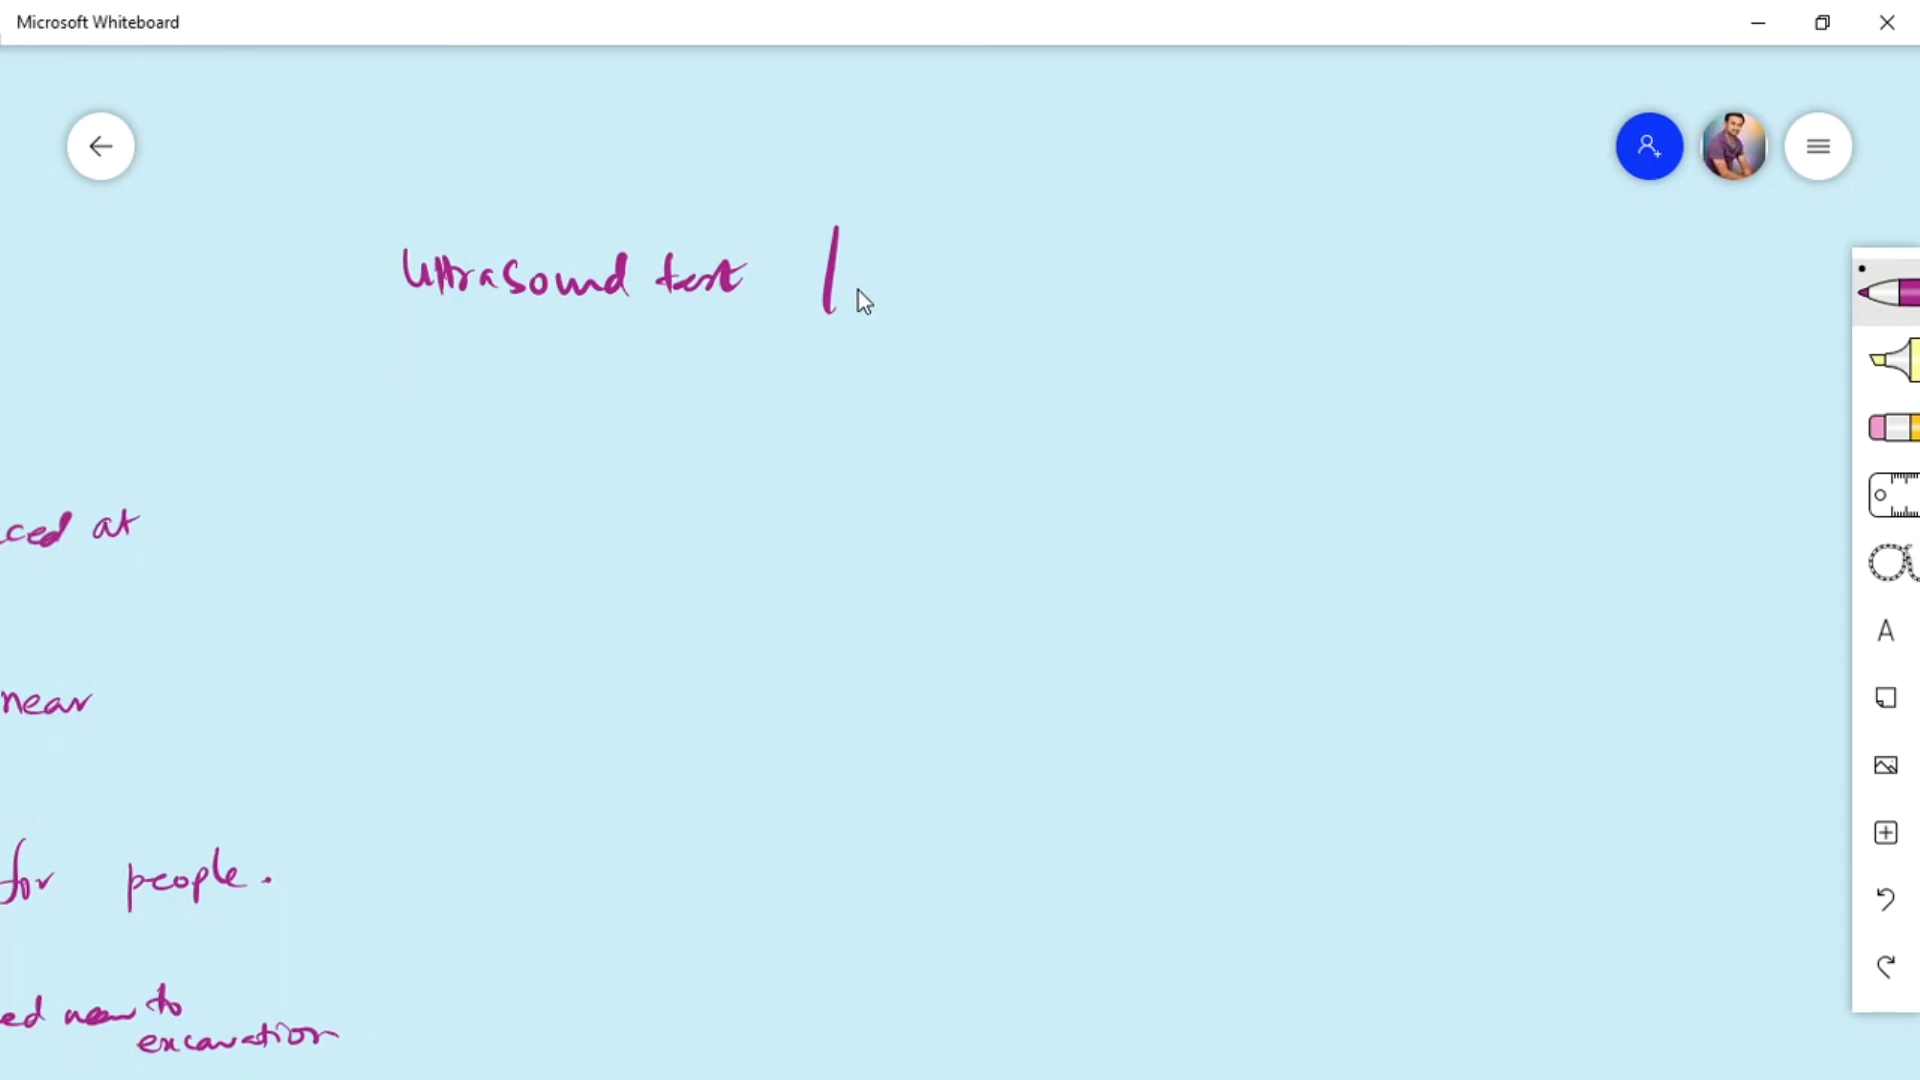 Microsoft Whiteboard
Ultrasound test /
ced at
near
for people.
ed near to
excavation